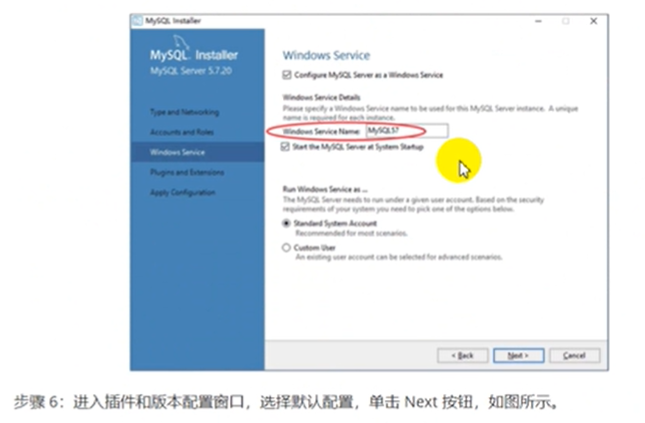 MySQL Installer
MySQL. Installer
MySQL Server 5.7.20
Type and Networking
Accounts and Roles
Windows Service
Plugins and Extensions
Apply Configuration
Windows Service
Configure MySQL Server as a Windows Service
Windows Service Details
Please specify a Windows Service name to be used for this MySQL Server instance. A unique
name is required for each instance.
Windows Service Name: MySQL57
Start the MySQL Server at System Startup
Run Windows Service as ...
The MySQL Server needs to run under a given user account. Based on the security
requirements of your system you need to pick one of the options below.
Standard System Account
Recommended for most scenarios.
Custom User
An existing user account can be selected for advanced scenarios.
< Back Next > Cancel
步骤 6：进入插件和版本配置窗口，选择默认配置，单击 Next 按钮，如图所示。